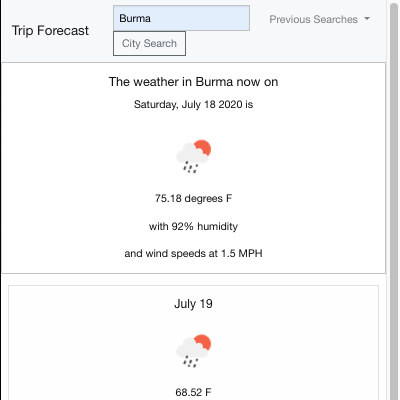 Trip Forecast
Burma
Previous Searches
City Search
The weather in Burma now on
Saturday, July 18 2020 is
75.18 degrees F
with 92% humidity
and wind speeds at 1.5 MPH
July 19
68.52 F